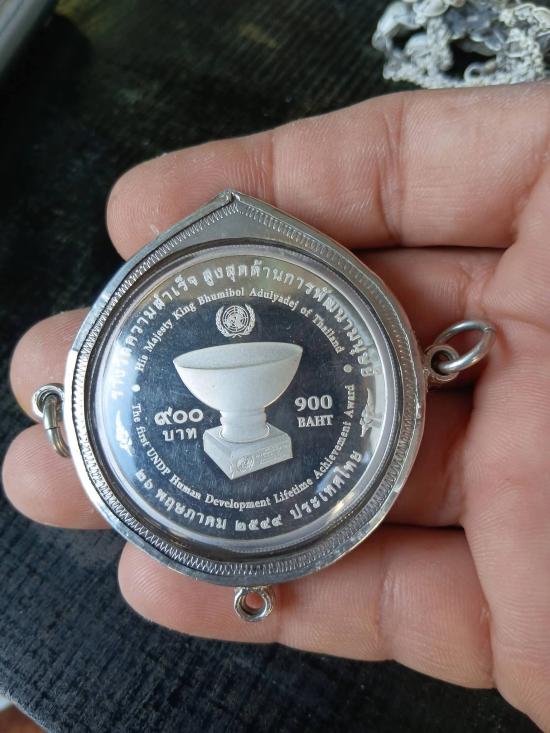 รางวัลความสำเร็จ สูงสุดด้านการพัฒนามนุษย์
His Majesty King Bhumibol Adulyadej of Thailand
๙๐๐
บาท
900
BAHT
The first UNDP Human Development Lifetime Achievement Award
๒๖ พฤษภาคม ๒๕๔๙ ประเทศไทย